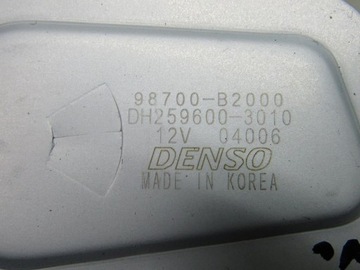 98700-B2000
DH259600-3010
12V 04006
DENSO
MADE IN KOREA